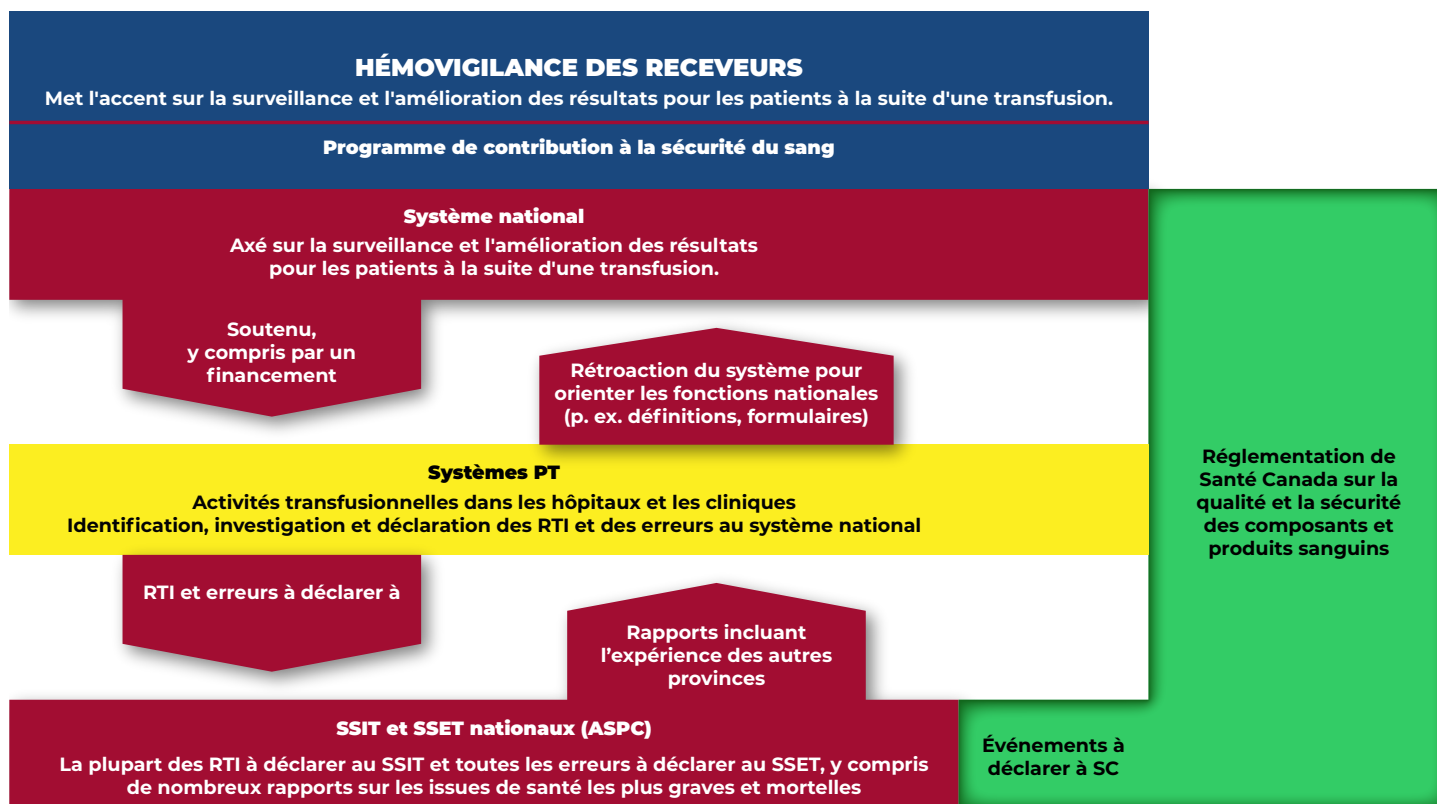 HÉMOVIGILANCE DES RECEVEURS
Met l'accent sur la surveillance et l'amélioration des résultats pour les patients à la suite d'une transfusion.
Programme de contribution à la sécurité du sang
Système national
Axé sur la surveillance et l'amélioration des résultats
pour les patients à la suite d'une transfusion.
Soutenu,
y compris par un
financement
Rétroaction du système pour
orienter les fonctions nationales
(p. ex. définitions, formulaires)
Systèmes PT
Activités transfusionnelles dans les hôpitaux et les cliniques
Identification, investigation et déclaration des RTI et des erreurs au système national
RTI et erreurs à déclarer à
Rapports incluant
l’expérience des autres
provinces
SSIT et SSET nationaux (ASPC)
La plupart des RTI à déclarer au SSIT et toutes les erreurs à déclarer au SSET, y compris
de nombreux rapports sur les issues de santé les plus graves et mortelles
Événements à
déclarer à SC
Réglementation de
Santé Canada sur la
qualité et la sécurité
des composants et
produits sanguins